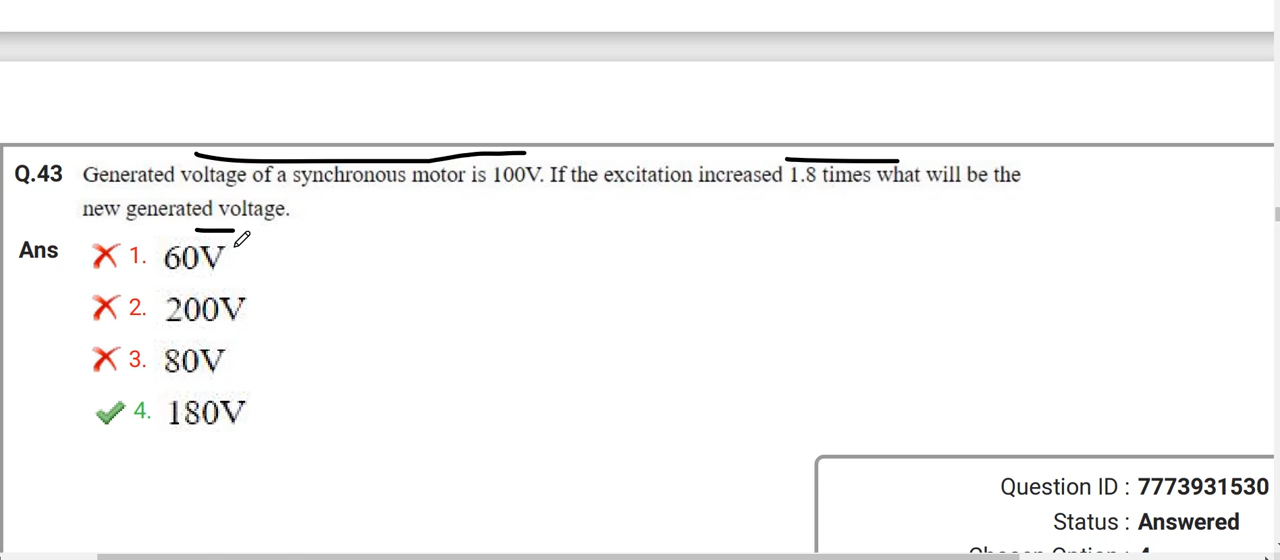 Q.43 Generated voltage of a synchronous motor is 100V. If the excitation increased 1.8 times what will be the
new generated voltage.
Ans
1. 60V
2. 200V
3. 80V
4. 180V
Question ID : 7773931530
Status : Answered